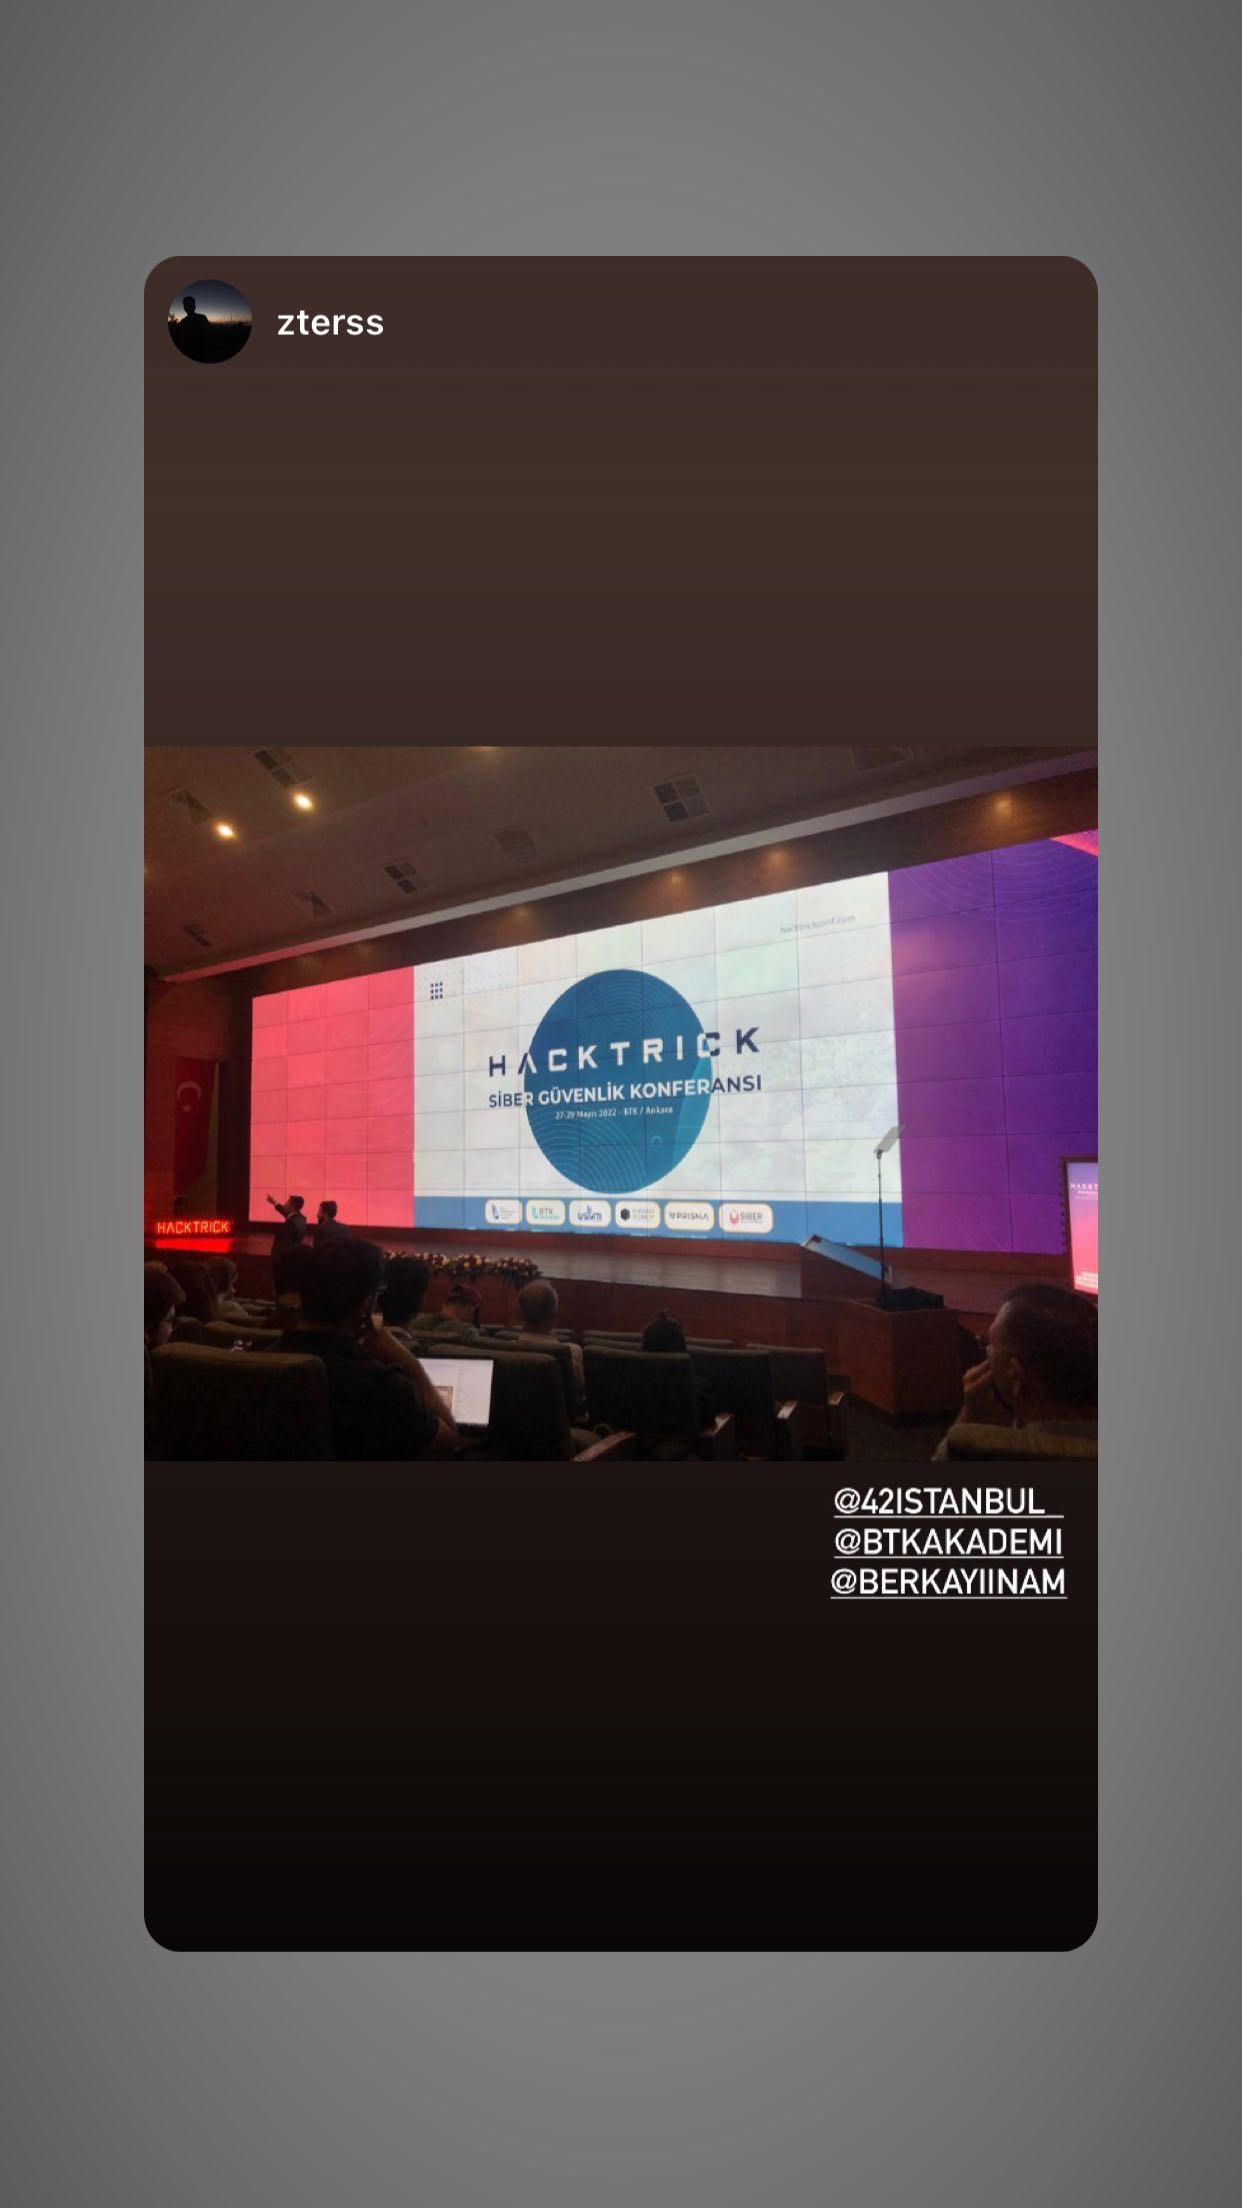 zterss
hacktrickconf.com
HACKTRICK
SİBER GÜVENLİK KONFERANSI
27-29 Mayıs 2022 - BTK / Ankara
BTK
PRISMA
SİBER
HACKTRICK
@42ISTANBUL_
@BTKAKADEMI
@BERKAYIINAM